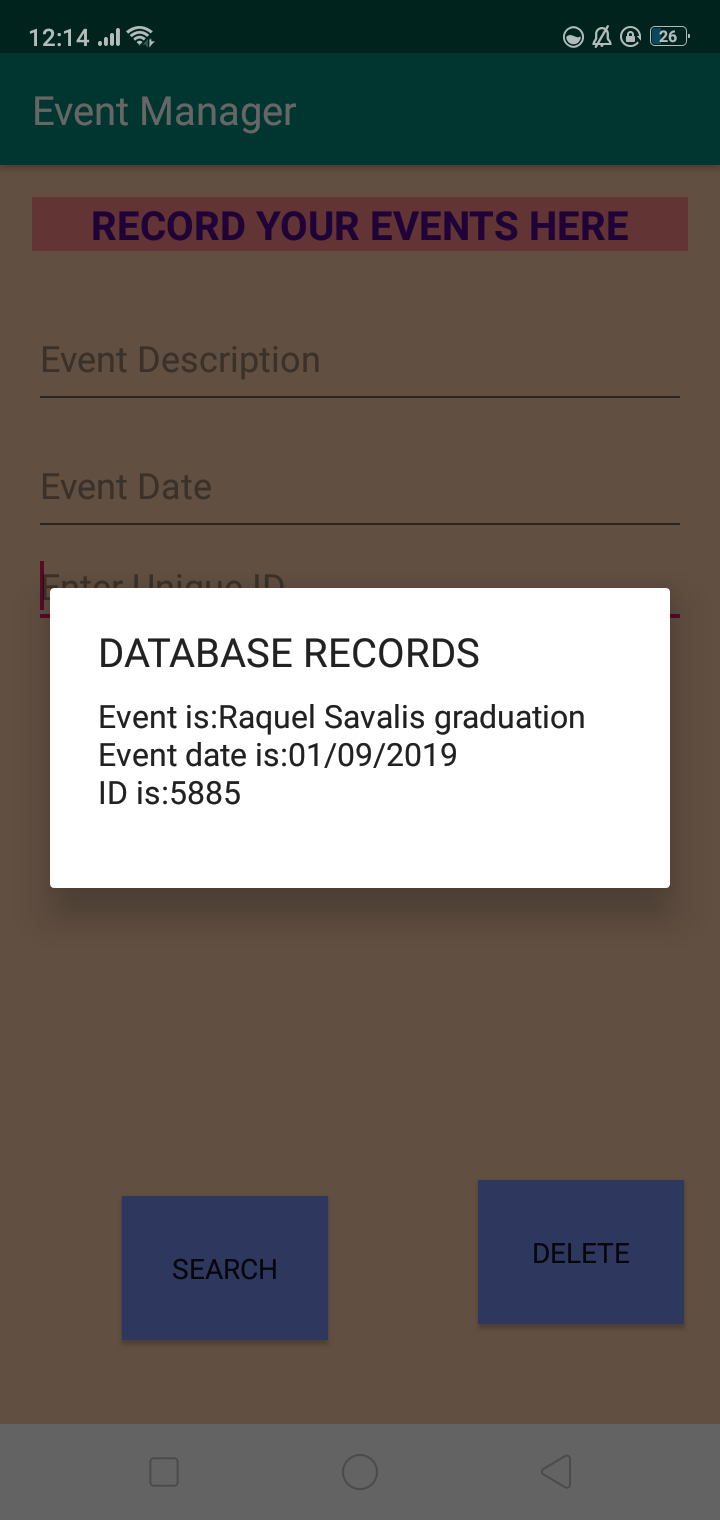 12:14
26
Event Manager
RECORD YOUR EVENTS HERE
Event Description
Event Date
Enter Unique ID
DATABASE RECORDS
Event is:Raquel Savalis graduation
Event date is:01/09/2019
ID is:5885
SEARCH
DELETE